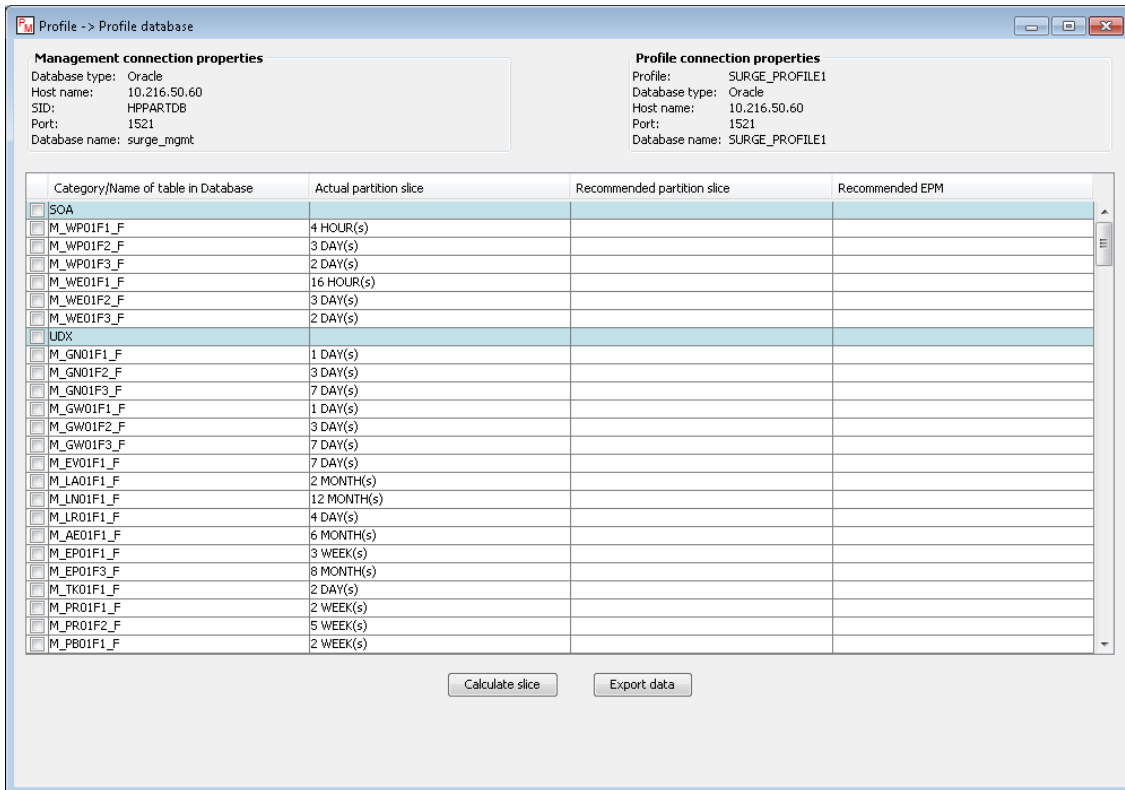 PM Profile -> Profile database
Management connection properties
Database type: Oracle
Host name: 10.216.50.60
SID: HPPARTDB
Port: 1521
Database name: surge_mgmt
Profile connection properties
Profile: SURGE_PROFILE1
Database type: Oracle
Host name: 10.216.50.60
Port: 1521
Database name: SURGE_PROFILE1
Category/Name of table in Database Actual partition slice Recommended partition slice Recommended EPM
SOA
M_WP01F1_F 4 HOUR(s)
M_WP01F2_F 3 DAY(s)
M_WP01F3_F 2 DAY(s)
M_WE01F1_F 16 HOUR(s)
M_WE01F2_F 3 DAY(s)
M_WE01F3_F 2 DAY(s)
UDX
M_GN01F1_F 1 DAY(s)
M_GN01F2_F 3 DAY(s)
M_GN01F3_F 7 DAY(s)
M_GW01F1_F 1 DAY(s)
M_GW01F2_F 3 DAY(s)
M_GW01F3_F 7 DAY(s)
M_EV01F1_F 7 DAY(s)
M_LA01F1_F 2 MONTH(s)
M_LN01F1_F 12 MONTH(s)
M_LR01F1_F 4 DAY(s)
M_AE01F1_F 6 MONTH(s)
M_EP01F1_F 3 WEEK(s)
M_EP01F3_F 8 MONTH(s)
M_TK01F1_F 2 DAY(s)
M_PR01F1_F 2 WEEK(s)
M_PR01F2_F 5 WEEK(s)
M_PB01F1_F 2 WEEK(s)
Calculate slice Export data